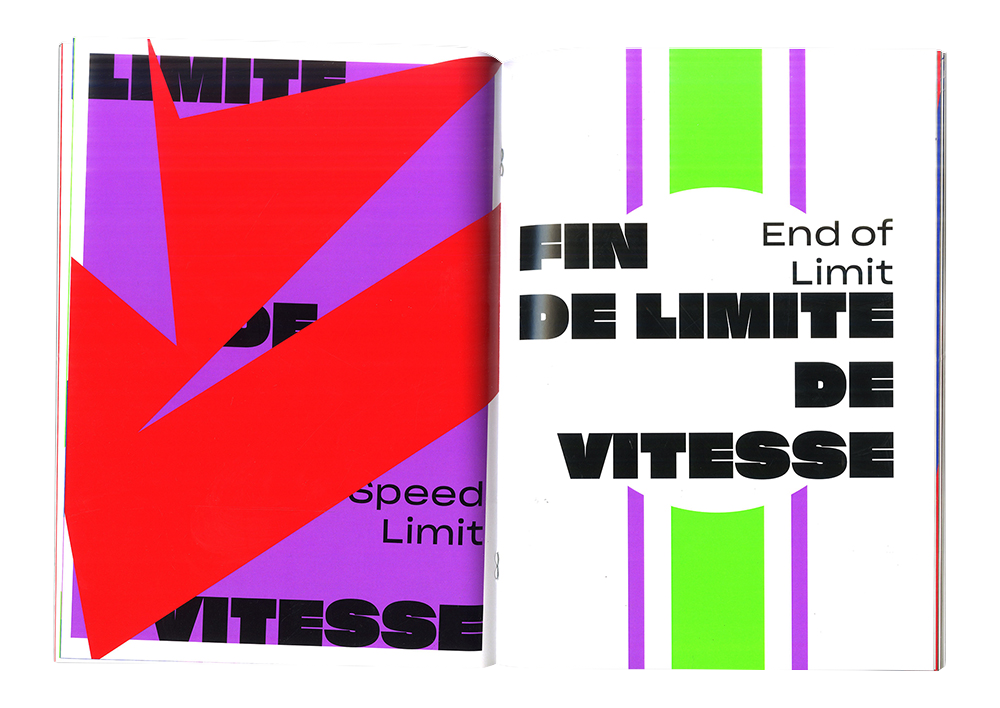 LIMITE
DE
Speed
Limit
VITESSE
FIN
End of
Limit
DE LIMITE
DE
VITESSE